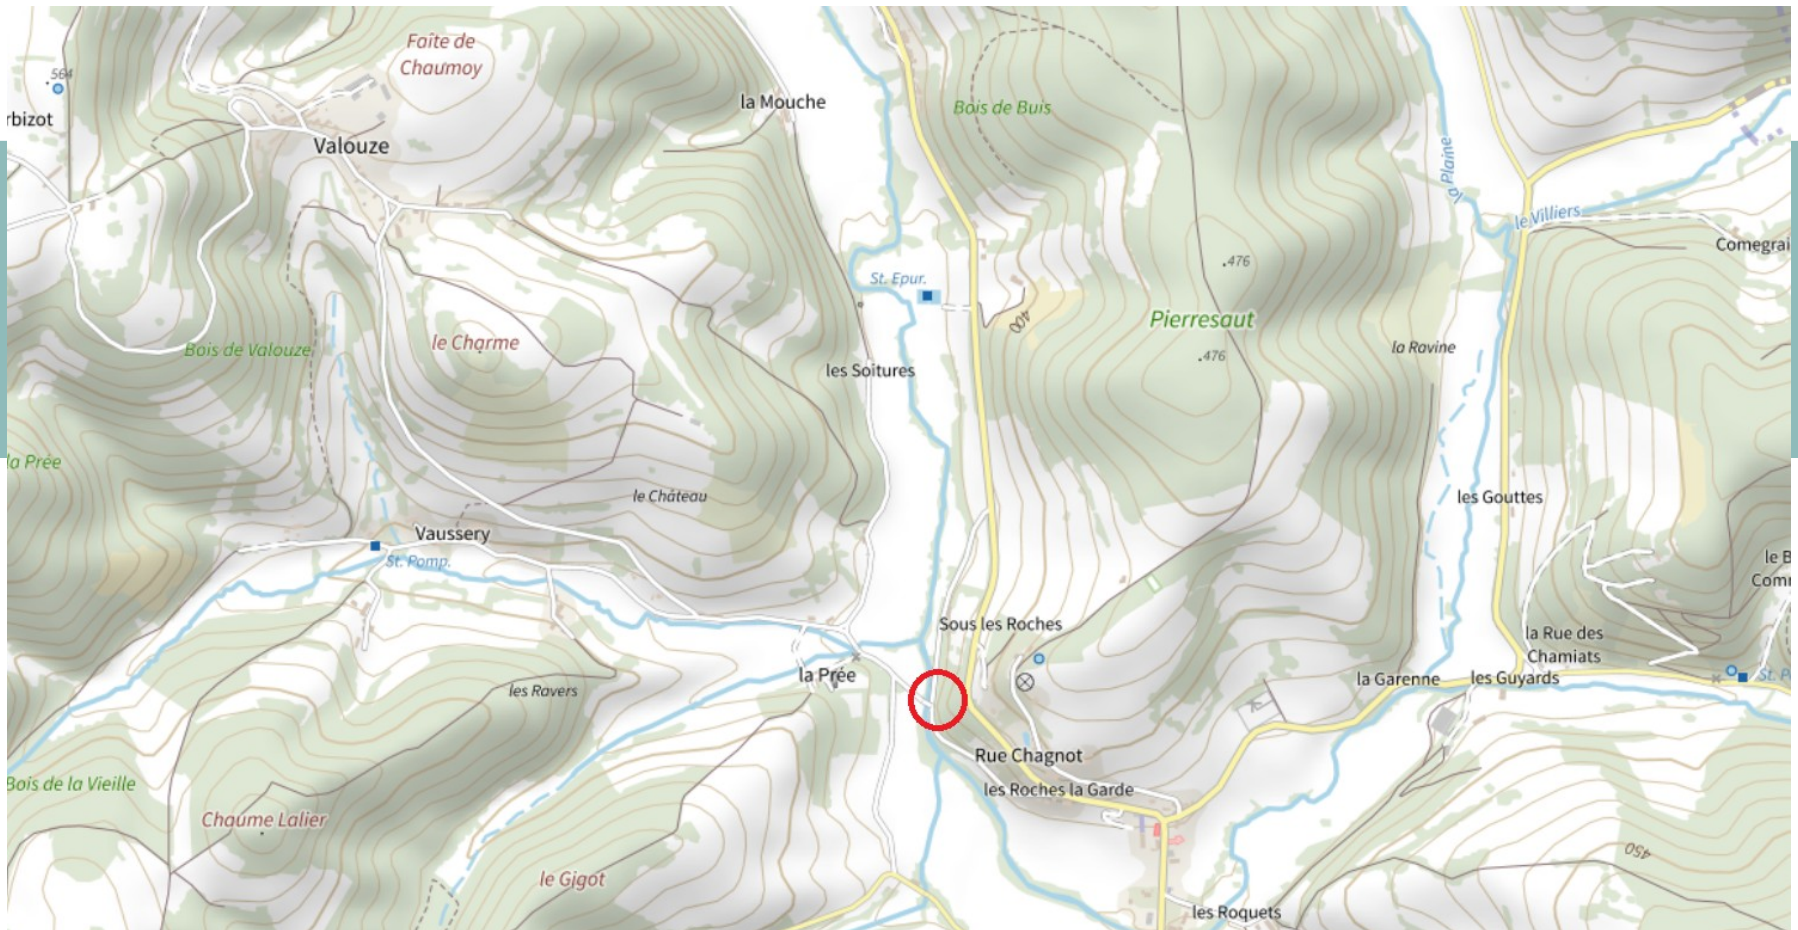 Faîte de
Chaumoy
564
rbizot
la Mouche
Bois de Buis
Valouze
la Plaine
le Villiers
Comegrai
.476
St. Epur.
400
Pierresaut
le Charme
Bois de Valouze
la Ravine
.476
les Soitures
la Prée
le Château
les Gouttes
Vaussery
St. Pomp.
le B
Comm
Sous les Roches
la Rue des
Chamiats
la Prée
les Ravers
la Garenne
les Guyards
St. P
Rue Chagnot
Bois de la Vieille
les Roches la Garde
Chaume Lalier
450
le Gigot
les Roquets